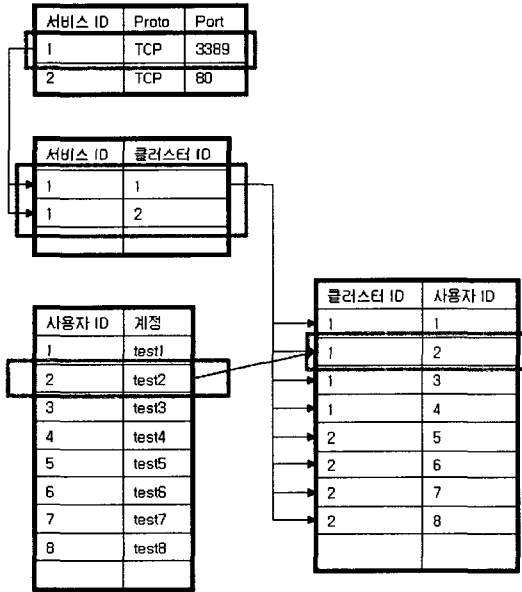 서비스 ID Proto Port
1 TCP 3389
2 TCP 80
서비스 ID 클러스터 ID
1 1
1 2
사용자 ID 계정
1 test1
2 test2
3 test3
4 test4
5 test5
6 test6
7 test7
8 test8
클러스터 ID 사용자 ID
1 1
1 2
1 3
1 4
2 5
2 6
2 7
2 8